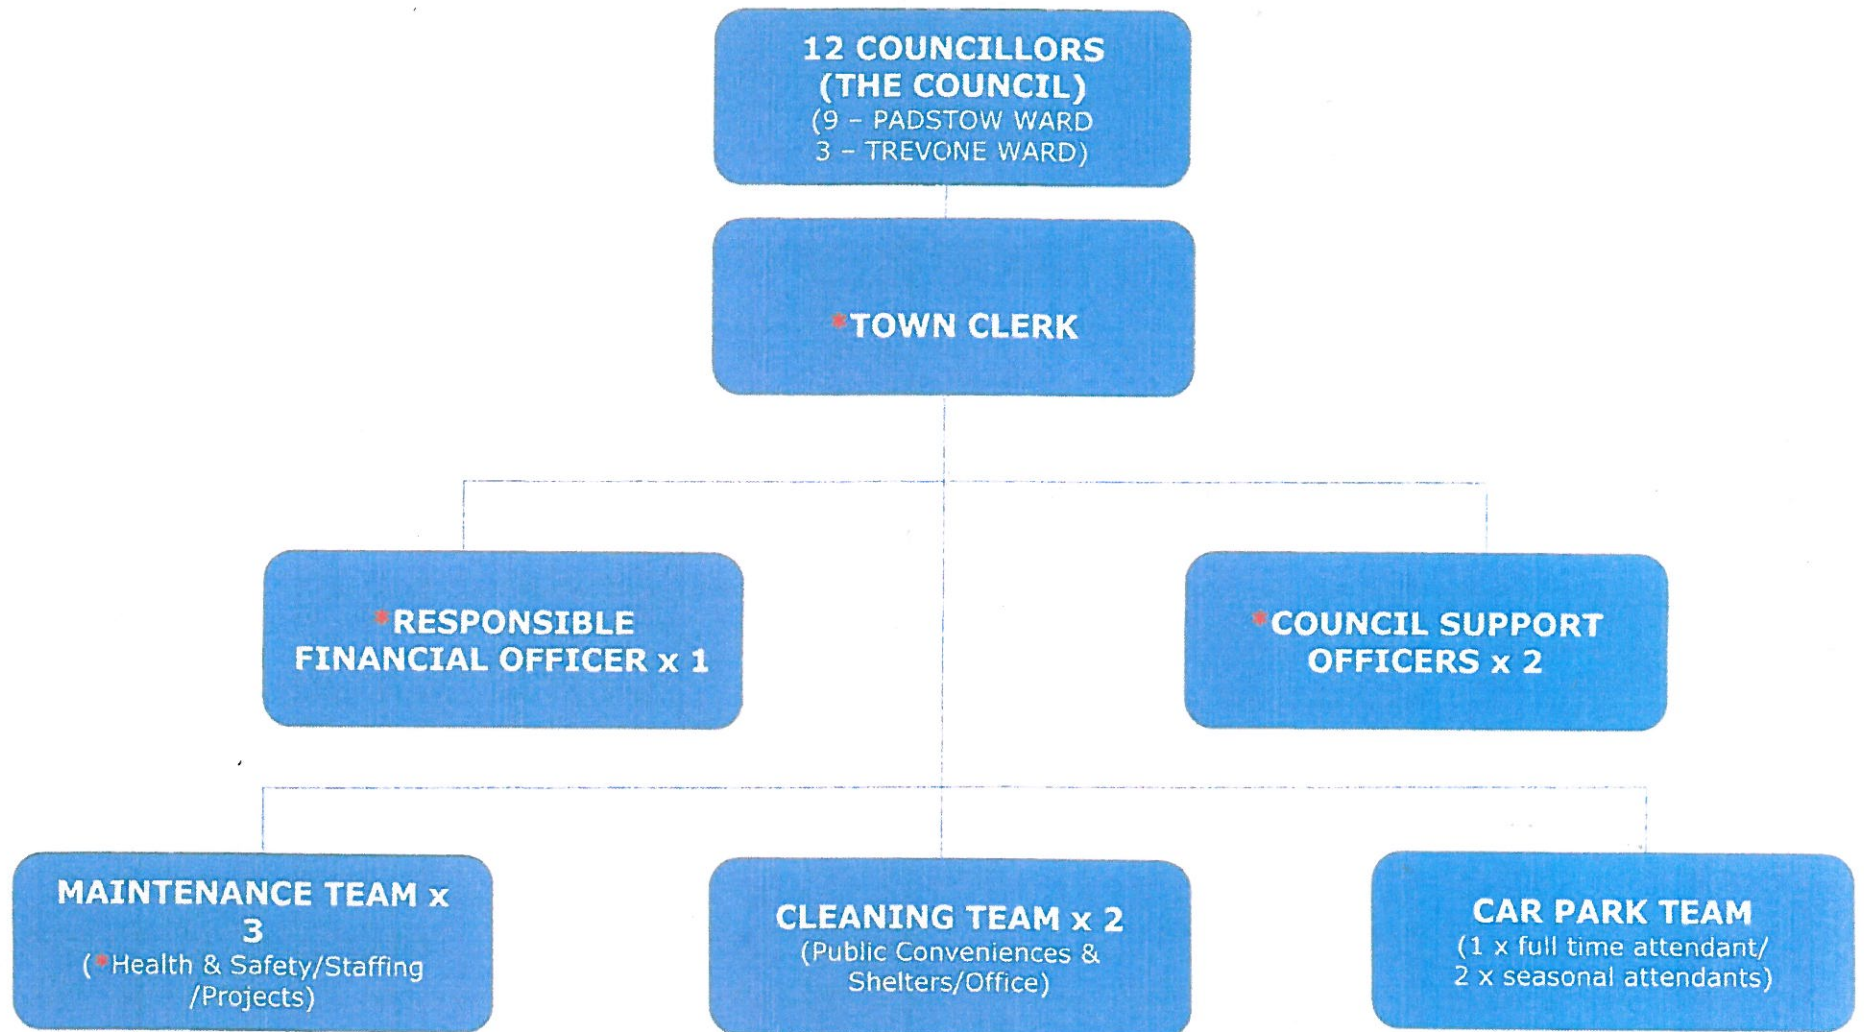 12 COUNCILLORS
(THE COUNCIL)
(9 – PADSTOW WARD
3 – TREVONE WARD)
*TOWN CLERK
*RESPONSIBLE
FINANCIAL OFFICER x 1
*COUNCIL SUPPORT
OFFICERS x 2
MAINTENANCE TEAM x
3
(*Health & Safety/Staffing
/Projects)
CLEANING TEAM x 2
(Public Conveniences &
Shelters/Office)
CAR PARK TEAM
(1 x full time attendant/
2 x seasonal attendants)